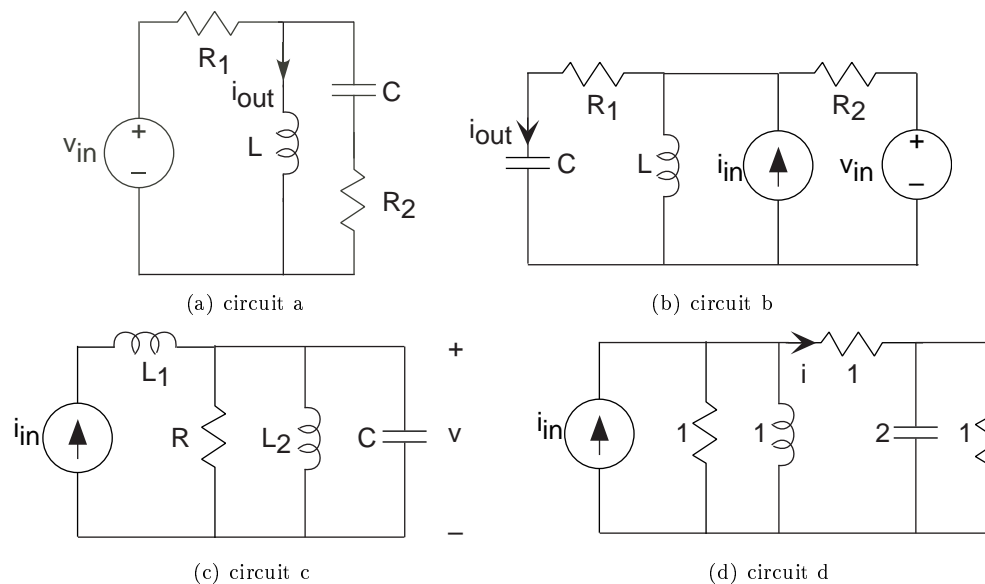 R1
iout
C
vin
+
−
L
R2
(a) circuit a
R1
R2
iout
C
L
iin
vin
+
−
(b) circuit b
L1
iin
R
L2
C
+
v
−
(c) circuit c
i
1
iin
1
1
2
1
(d) circuit d